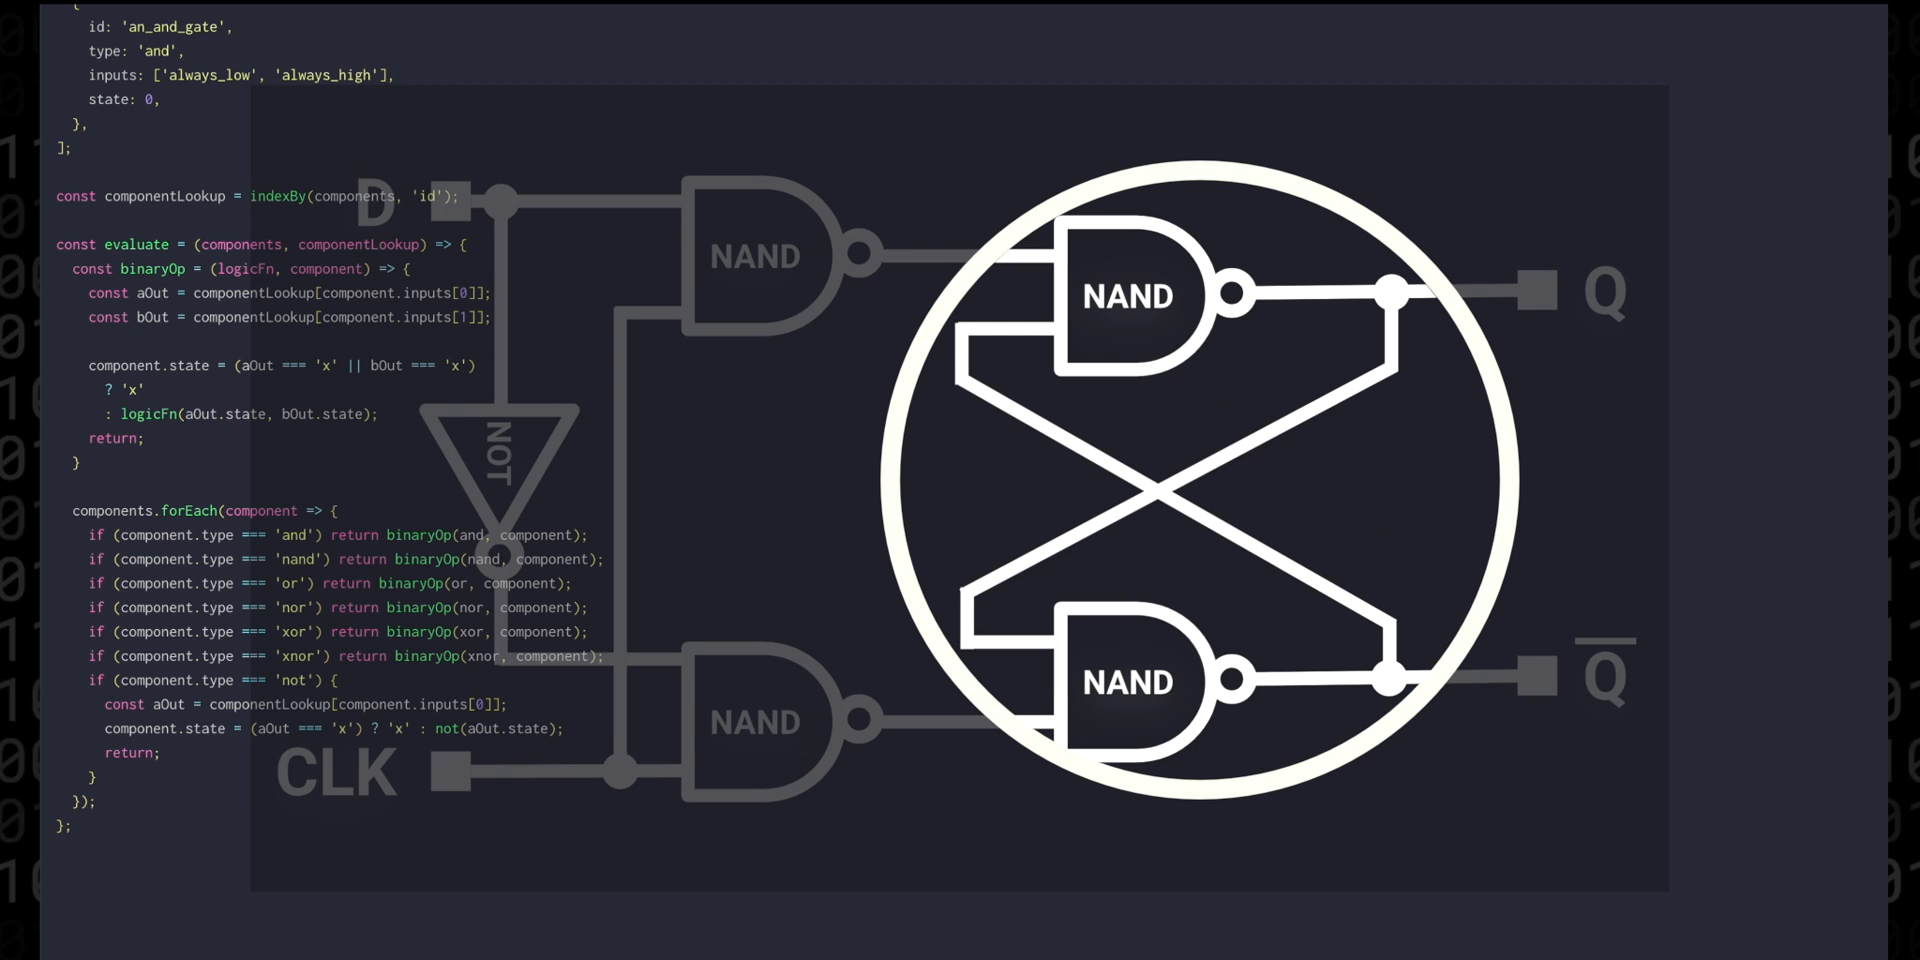 {
id: 'an_and_gate',
type: 'and',
inputs: ['always_low', 'always_high'],
state: 0,
},
];
const componentLookup = indexBy(components, 'id');
const evaluate = (components, componentLookup) => {
const binaryOp = (logicFn, component) => {
const aOut = componentLookup[component.inputs[0]];
const bOut = componentLookup[component.inputs[1]];
component.state = (aOut === 'x' || bOut === 'x')
? 'x'
: logicFn(aOut.state, bOut.state);
return;
}
components.forEach(component => {
if (component.type === 'and') return binaryOp(and, component);
if (component.type === 'nand') return binaryOp(nand, component);
if (component.type === 'or') return binaryOp(or, component);
if (component.type === 'nor') return binaryOp(nor, component);
if (component.type === 'xor') return binaryOp(xor, component);
if (component.type === 'xnor') return binaryOp(xnor, component);
if (component.type === 'not') {
const aOut = componentLookup[component.inputs[0]];
component.state = (aOut === 'x') ? 'x' : not(aOut.state);
return;
}
});
};
D
NAND
NAND
Q
NOT
CLK
NAND
NAND
Q̅